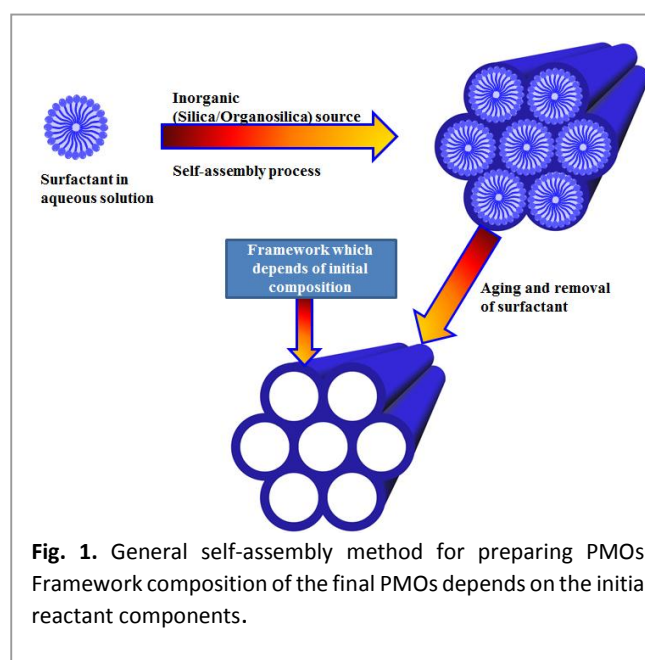 Inorganic
(Silica/Organosilica) source
Self-assembly process
Surfactant in
aqueous solution
Framework which
depends of initial
composition
Aging and removal
of surfactant
Fig. 1. General self-assembly method for preparing PMOs
Framework composition of the final PMOs depends on the initia
reactant components.